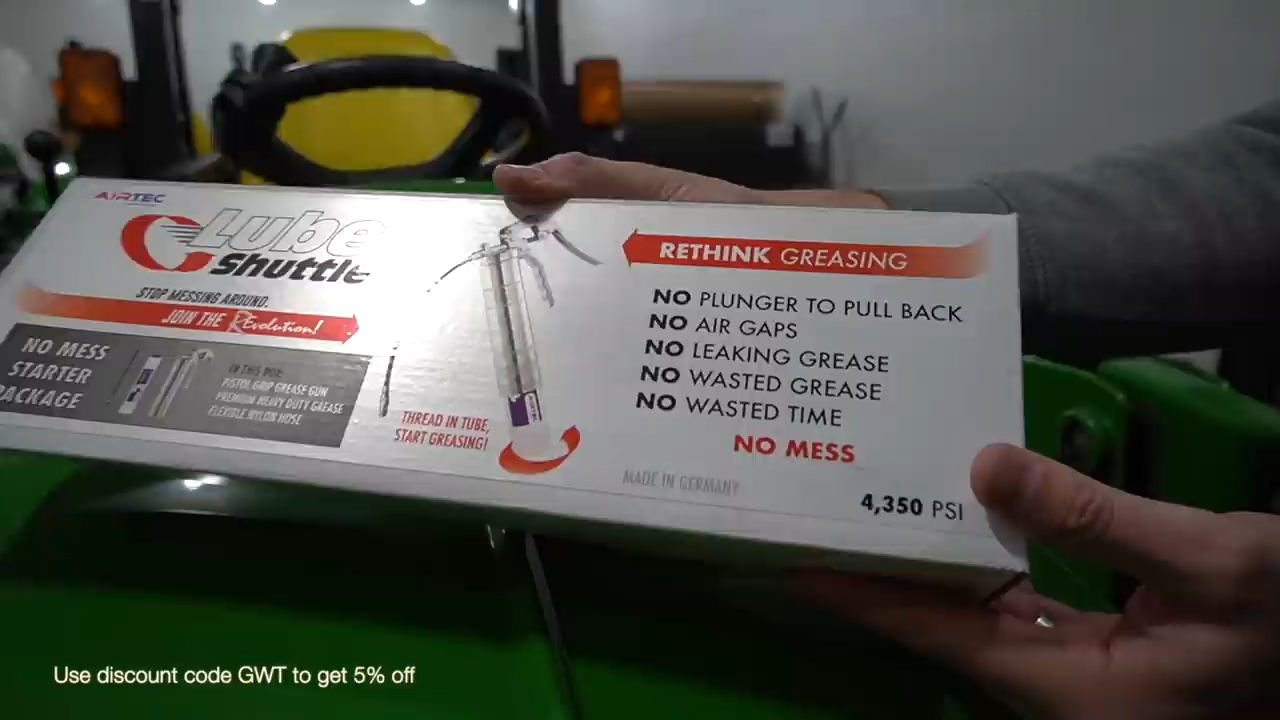 AIRTEC
Lube
Shuttle
STOP MESSING AROUND.
JOIN THE REvolution!
NO MESS
STARTER
PACKAGE
IN THIS BOX:
PISTOL GRIP GREASE GUN
PREMIUM HEAVY DUTY GREASE
FLEXIBLE NYLON HOSE
THREAD IN TUBE,
START GREASING!
RETHINK GREASING
NO PLUNGER TO PULL BACK
NO AIR GAPS
NO LEAKING GREASE
NO WASTED GREASE
NO WASTED TIME
NO MESS
MADE IN GERMANY
4,350 PSI
Use discount code GWT to get 5% off